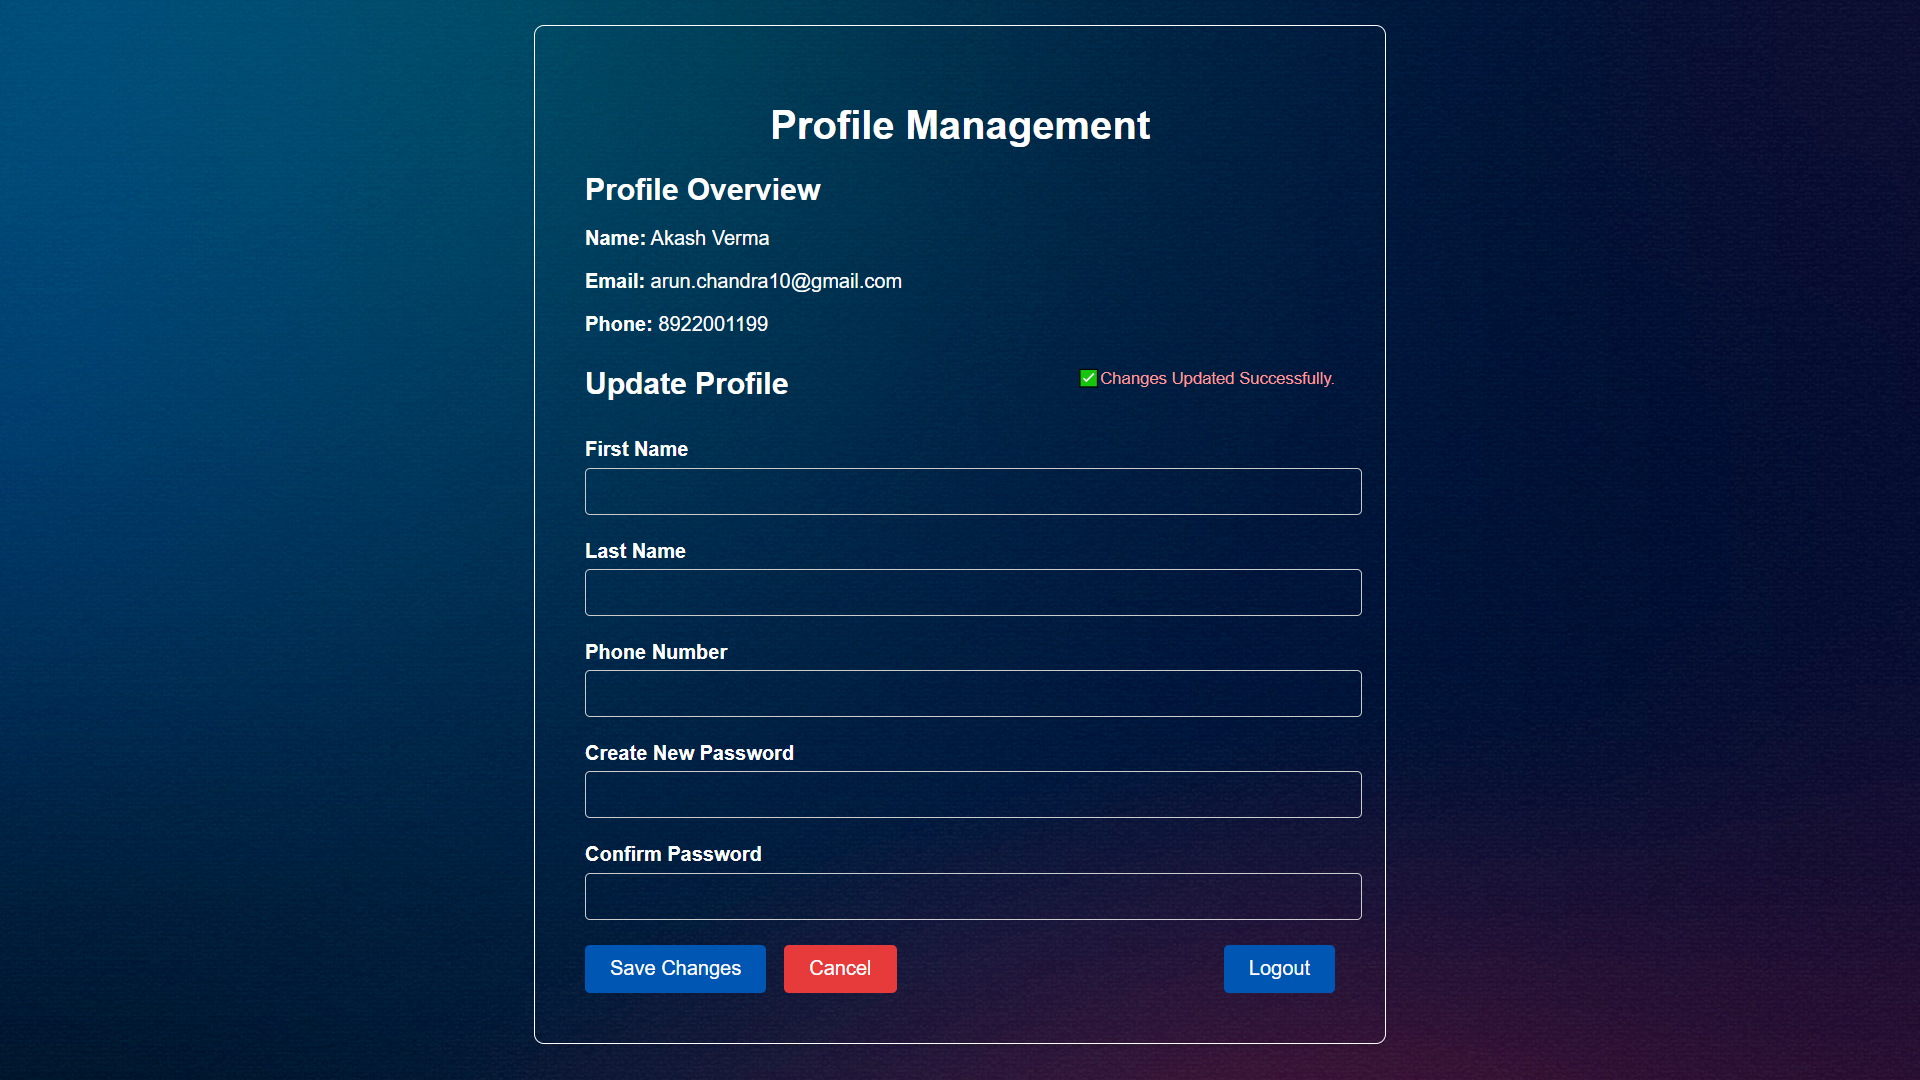 Profile Management
Profile Overview
Name: Akash Verma
Email: arun.chandra10@gmail.com
Phone: 8922001199
Update Profile
✅ Changes Updated Successfully.
First Name
Last Name
Phone Number
Create New Password
Confirm Password
Save Changes
Cancel
Logout